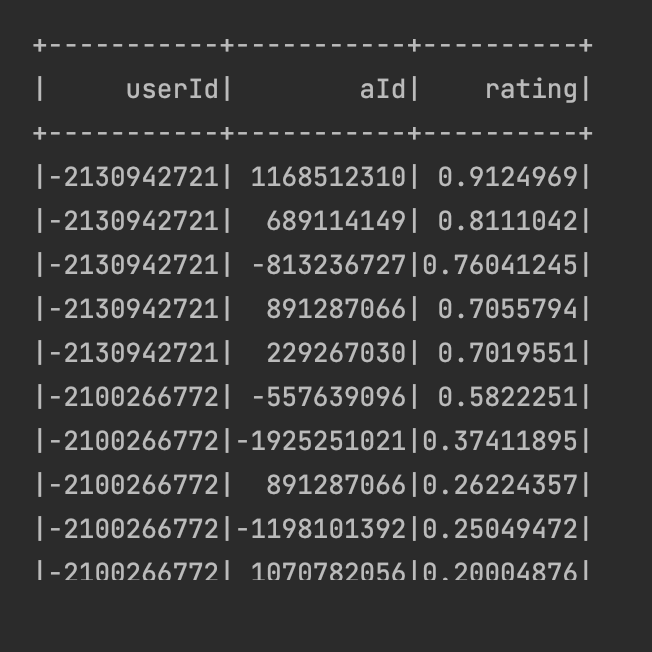 +-----------+-----------+----------+
|     userId|        aId|    rating|
+-----------+-----------+----------+
|-2130942721| 1168512310| 0.9124969|
|-2130942721|  689114149| 0.8111042|
|-2130942721| -813236727|0.76041245|
|-2130942721|  891287066| 0.7055794|
|-2130942721|  229267030| 0.7019551|
|-2100266772| -557639096| 0.5822251|
|-2100266772|-1925251021|0.37411895|
|-2100266772|  891287066|0.26224357|
|-2100266772|-1198101392|0.25049472|
|-2100266772| 1070782056|0.20004876|